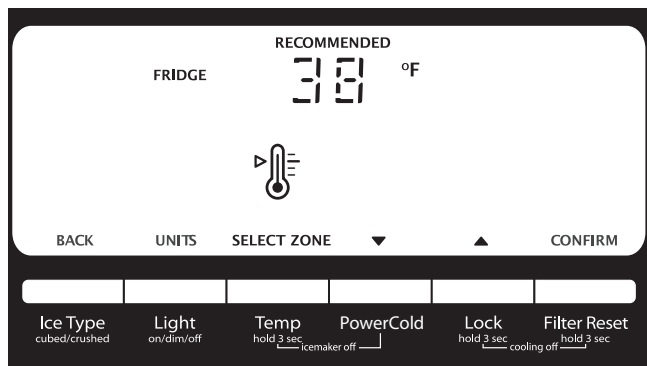 RECOMMENDED
FRIDGE 38 °F
BACK UNITS SELECT ZONE ▼ ▲ CONFIRM
Ice Type Light Temp PowerCold Lock Filter Reset
cubed/crushed on/dim/off hold 3 sec hold 3 sec hold 3 sec
icemaker off cooling off